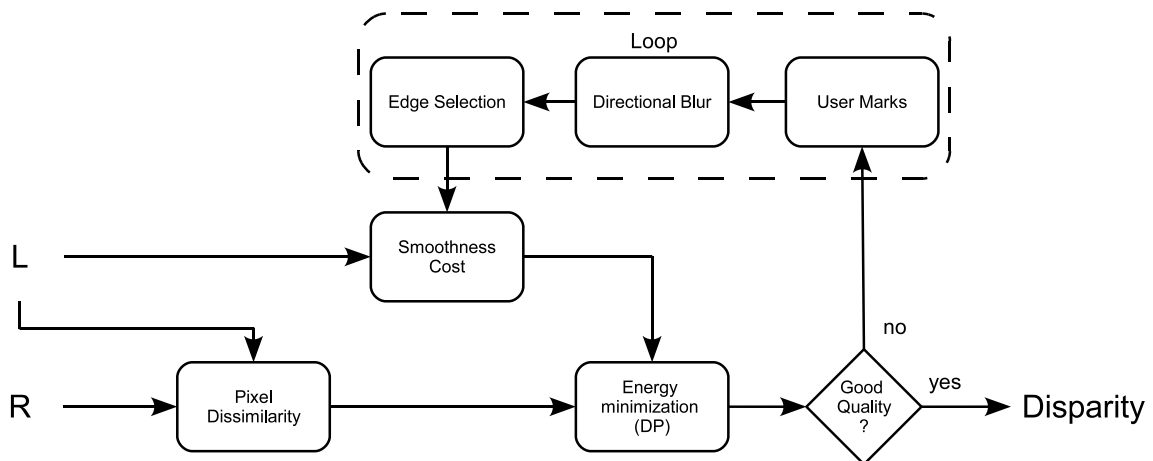 Loop
Edge Selection
Directional Blur
User Marks
L
Smoothness
Cost
no
R
Pixel
Dissimilarity
Energy
minimization
(DP)
Good
Quality
?
yes
Disparity